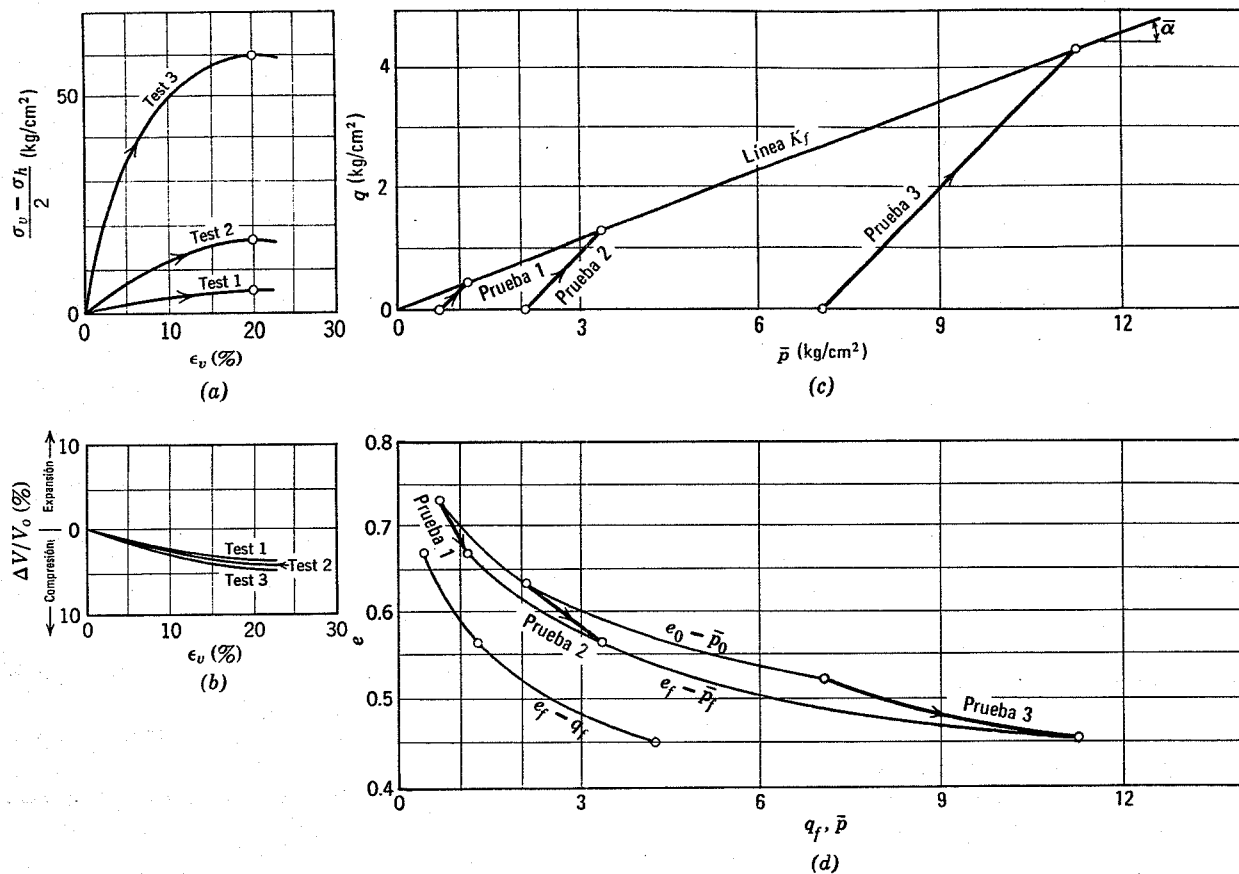 σv − σh / 2 (kg/cm²)
50
0
Test 3
Test 2
Test 1
0 10 20 30
ϵv (%)
(a)
q (kg/cm²)
4
2
0
Línea Kf
ᾱ
Prueba 1
Prueba 2
Prueba 3
3 6 9 12
p̄ (kg/cm²)
(c)
ΔV/Vo (%)
Compresión
Expansión
10
0
10
Test 1
Test 2
Test 3
0 10 20 30
ϵv (%)
(b)
e
0.8
0.7
0.6
0.5
0.4
Prueba 1
Prueba 2
Prueba 3
e0 − p̄0
ef − p̄f
ef − qf
0 3 6 9 12
qf, p̄
(d)